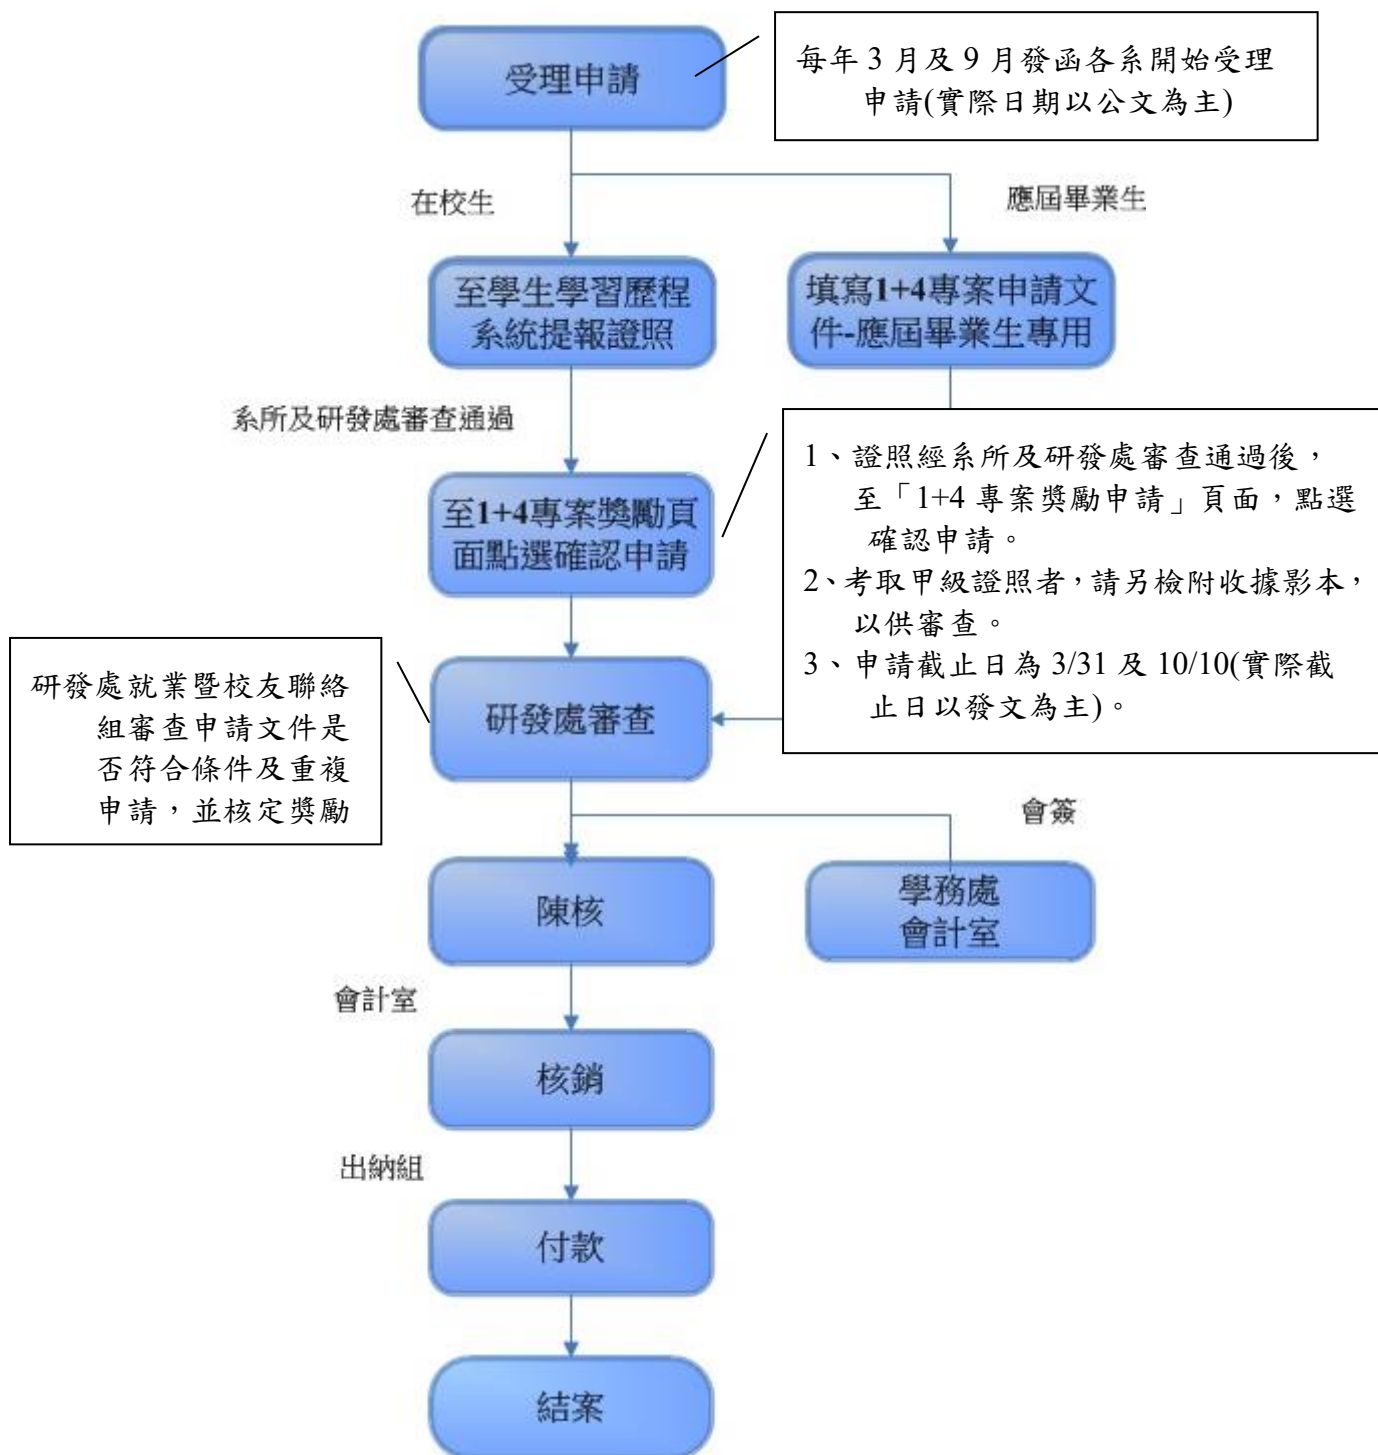 受理申請
每年 3 月及 9 月發函各系開始受理
申請(實際日期以公文為主)
在校生
應屆畢業生
至學生學習歷程
系統提報證照
填寫1+4專案申請文
件-應屆畢業生專用
系所及研發處審查通過
至1+4專案獎勵頁
面點選確認申請
1、證照經系所及研發處審查通過後，
至「1+4 專案獎勵申請」頁面，點選
確認申請。
2、考取甲級證照者，請另檢附收據影本，
以供審查。
3、申請截止日為 3/31 及 10/10(實際截
止日以發文為主)。
研發處就業暨校友聯絡
組審查申請文件是
否符合條件及重複
申請，並核定獎勵
研發處審查
會簽
學務處
會計室
陳核
會計室
核銷
出納組
付款
結案